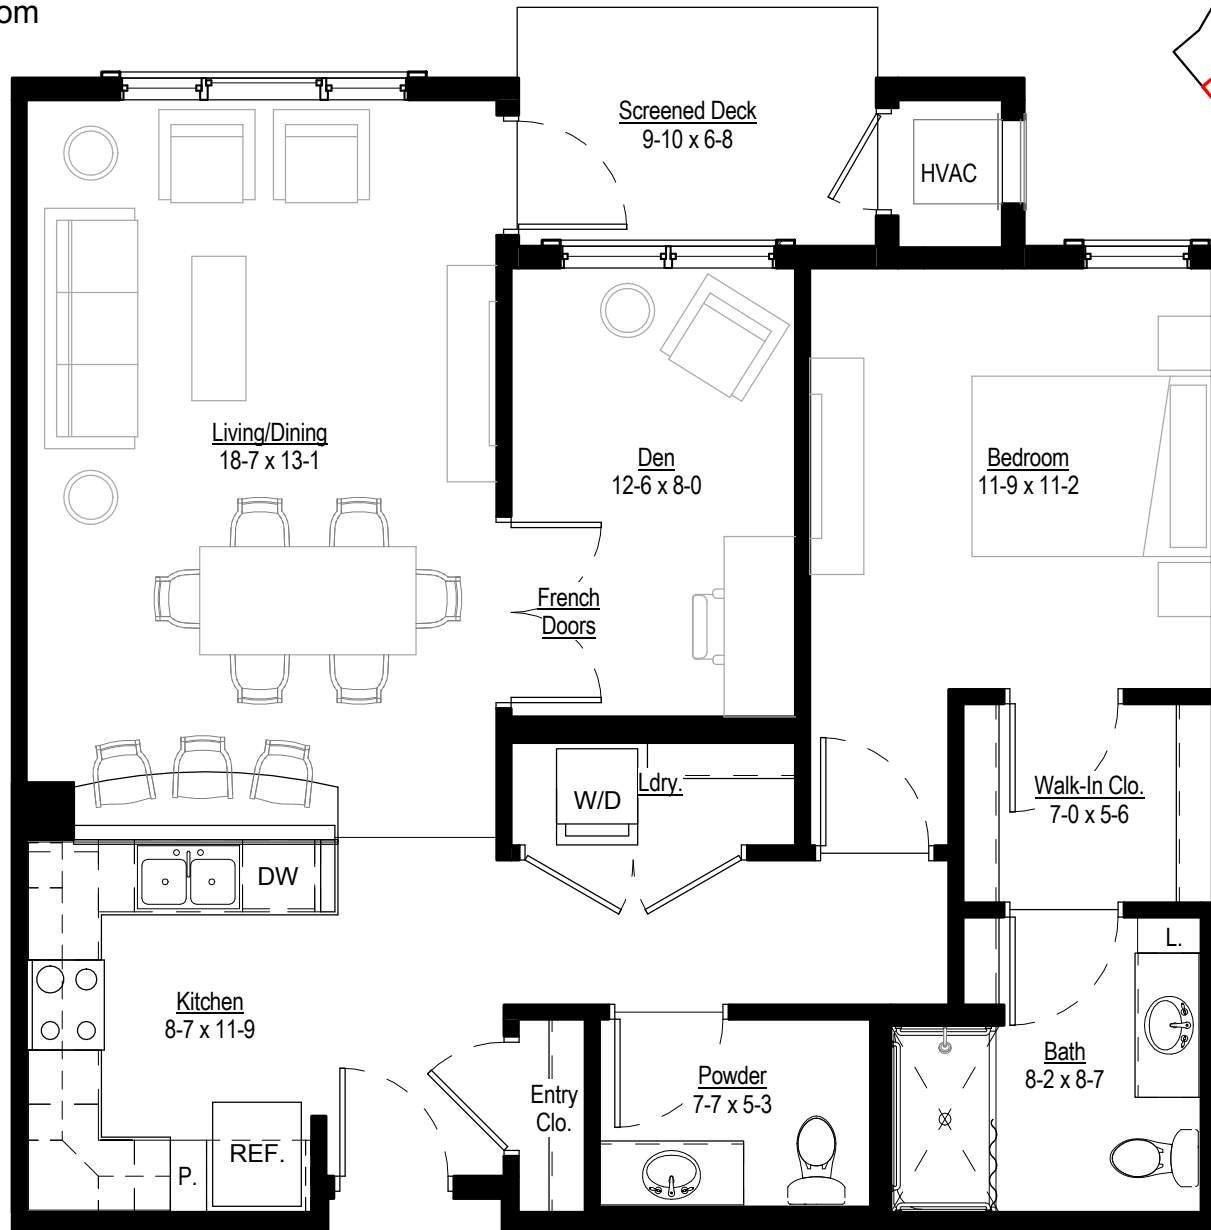 om
Screened Deck
9-10 x 6-8
HVAC
Living/Dining
18-7 x 13-1
Den
12-6 x 8-0
Bedroom
11-9 x 11-2
French
Doors
W/D
Ldry.
Walk-In Clo.
7-0 x 5-6
DW
L.
Kitchen
8-7 x 11-9
Bath
8-2 x 8-7
Powder
7-7 x 5-3
Entry
Clo.
REF.
P.